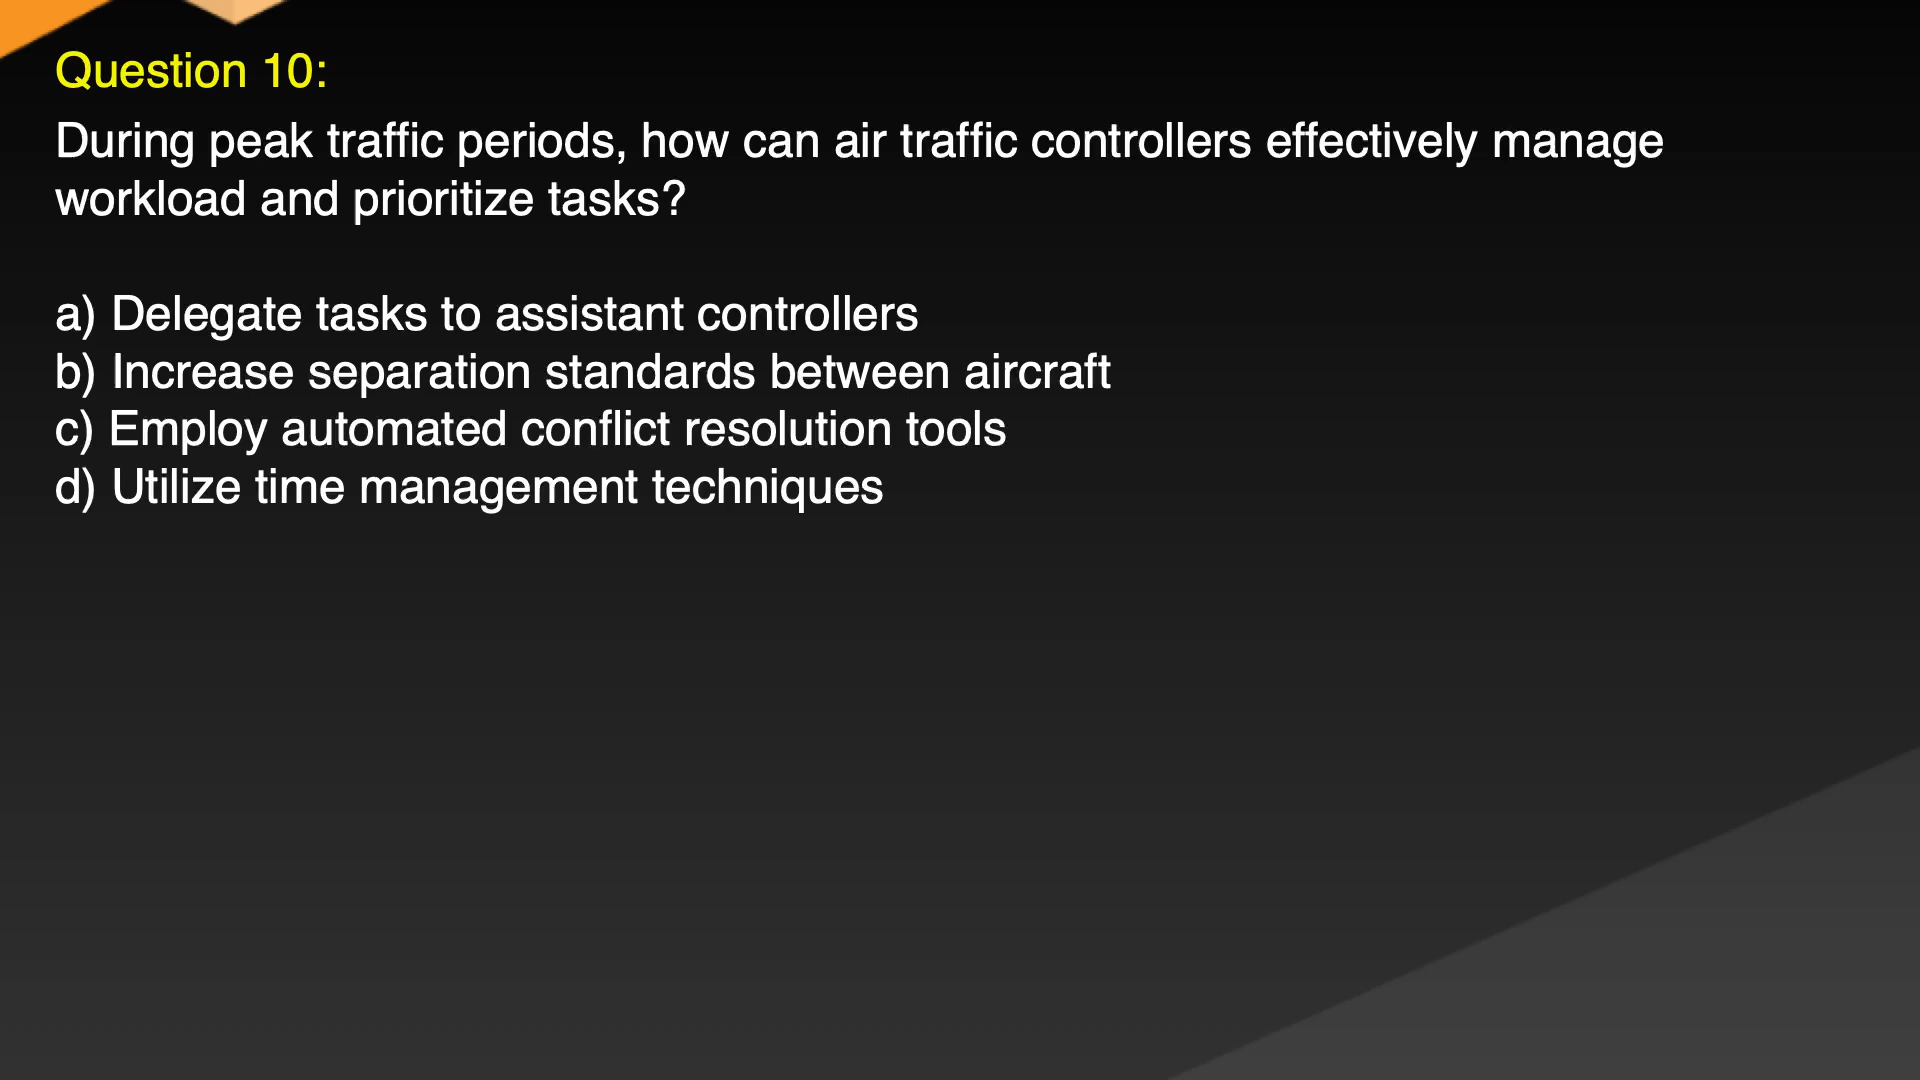 Question 10:
During peak traffic periods, how can air traffic controllers effectively manage
workload and prioritize tasks?
a) Delegate tasks to assistant controllers
b) Increase separation standards between aircraft
c) Employ automated conflict resolution tools
d) Utilize time management techniques